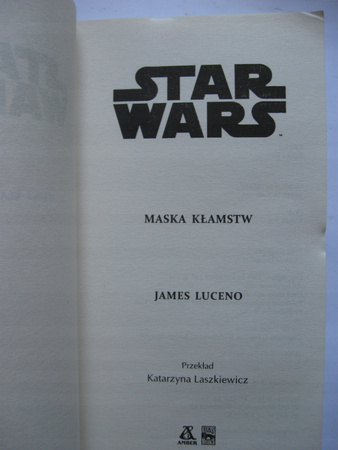 STAR
WARS
MASKA KŁAMSTW
JAMES LUCENO
Przekład
Katarzyna Laszkiewicz
AMBER